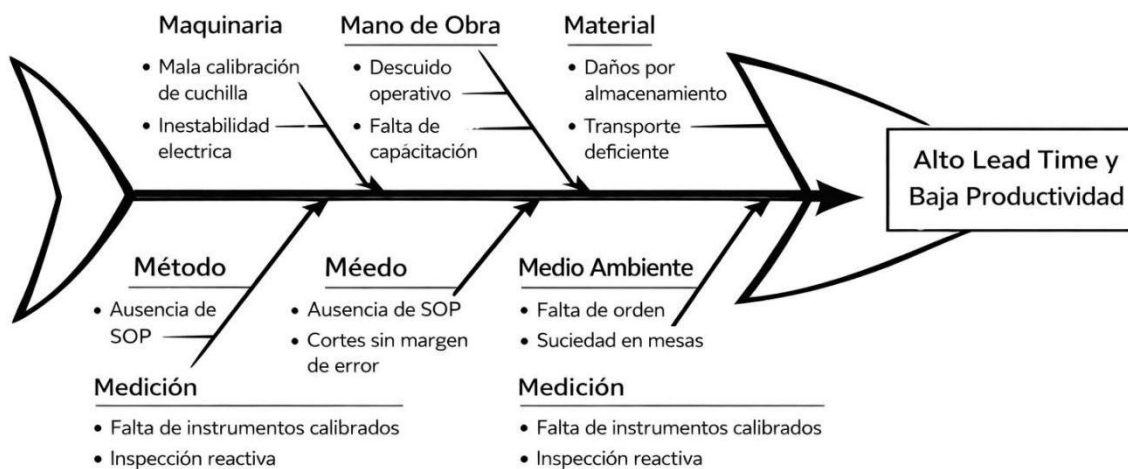 Maquinaria
• Mala calibración
de cuchilla
• Inestabilidad
electrica
Mano de Obra
• Descuido
operativo
• Falta de
capácitación
Material
• Daños por
almacenamiento
• Transporte
deficiente
Alto Lead Time y
Baja Productividad
Método
• Ausencia de
SOP
Méedo
• Ausencia de SOP
• Cortes sin margen
de error
Medio Ambiente
• Falta de orden
• Suciedad en mesas
Medición
• Falta de instrumentos calibrados
• Inspección reactiva
Medición
• Falta de instrumentos calibrados
• Inspección reactiva